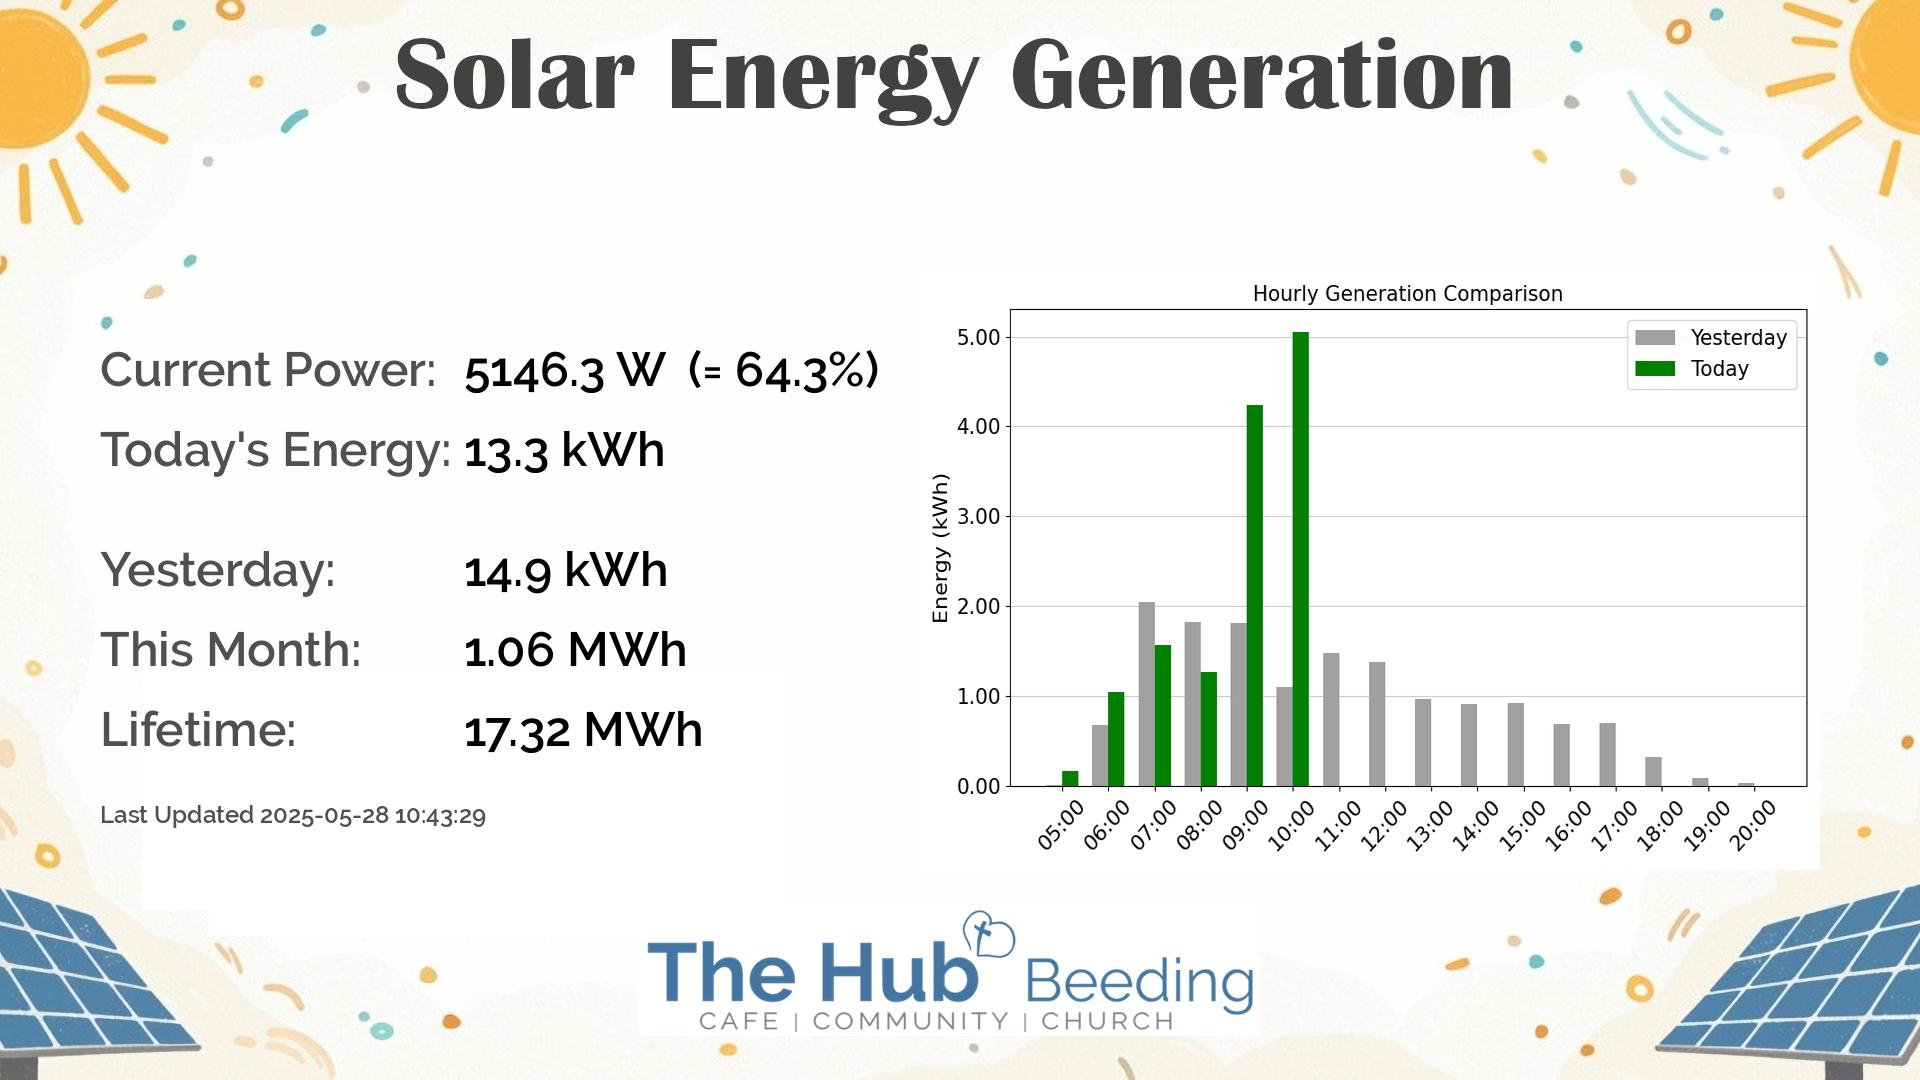 Solar Energy Generation
Current Power: 5146.3 W (= 64.3%)
Today's Energy: 13.3 kWh
Yesterday: 14.9 kWh
This Month: 1.06 MWh
Lifetime: 17.32 MWh
Last Updated 2025-05-28 10:43:29
Hourly Generation Comparison
Yesterday
Today
Energy (kWh)
5.00
4.00
3.00
2.00
1.00
0.00
05:00 06:00 07:00 08:00 09:00 10:00 11:00 12:00 13:00 14:00 15:00 16:00 17:00 18:00 19:00 20:00
The Hub Beeding
CAFE | COMMUNITY | CHURCH